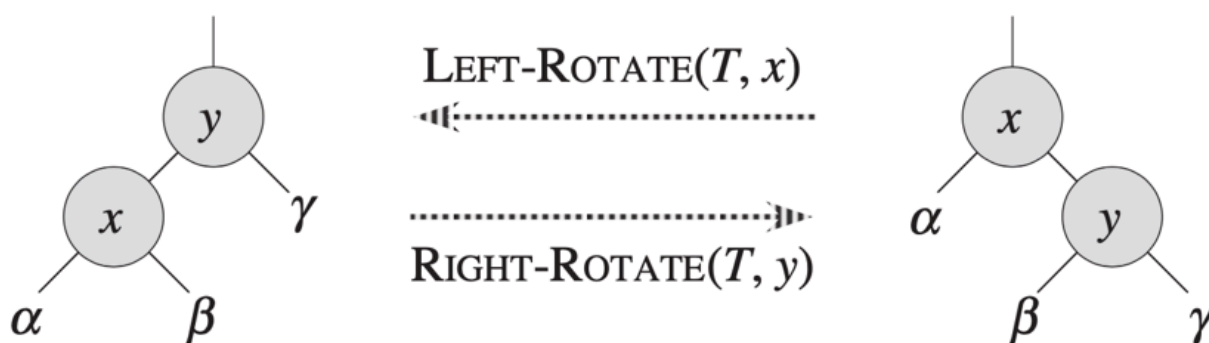 y
x
γ
α
β
LEFT-ROTATE(T, x)
RIGHT-ROTATE(T, y)
x
α
y
β
γ